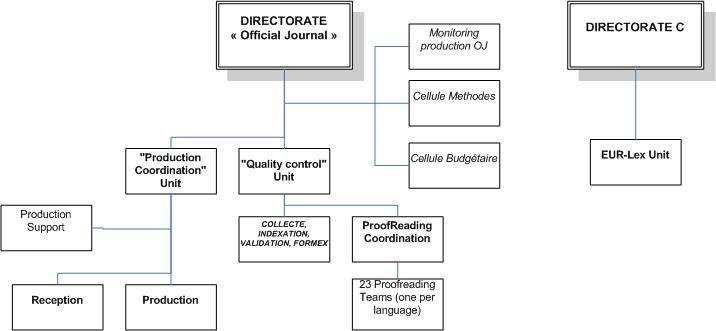 DIRECTORATE
« Official Journal »
Monitoring
production OJ
Cellule Methodes
Cellule Budgétaire
DIRECTORATE C
EUR-Lex Unit
"Production
Coordination"
Unit
"Quality control"
Unit
Production
Support
COLLECTE,
INDEXATION,
VALIDATION, FORMEX
ProofReading
Coordination
Reception
Production
23 Proofreading
Teams (one per
language)